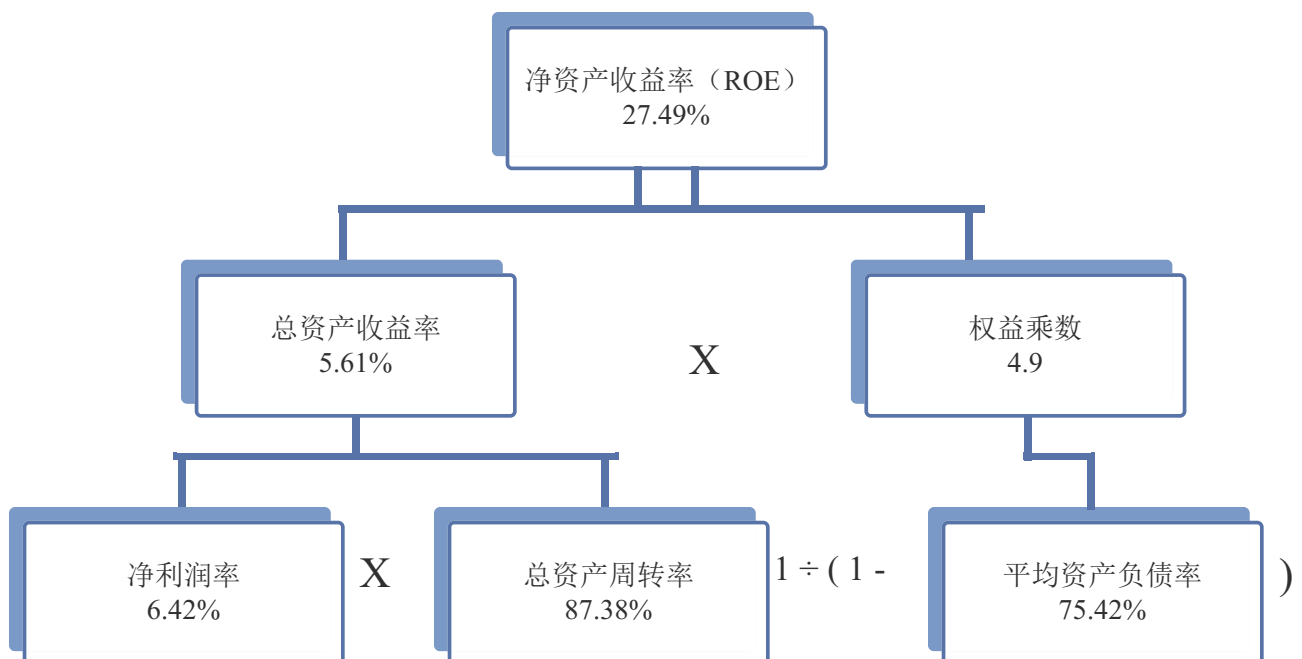 净资产收益率（ROE）
27.49%
总资产收益率
5.61%
X
权益乘数
4.9
净利润率
6.42%
X
总资产周转率
87.38%
1 ÷ ( 1 -
平均资产负债率
75.42%
)